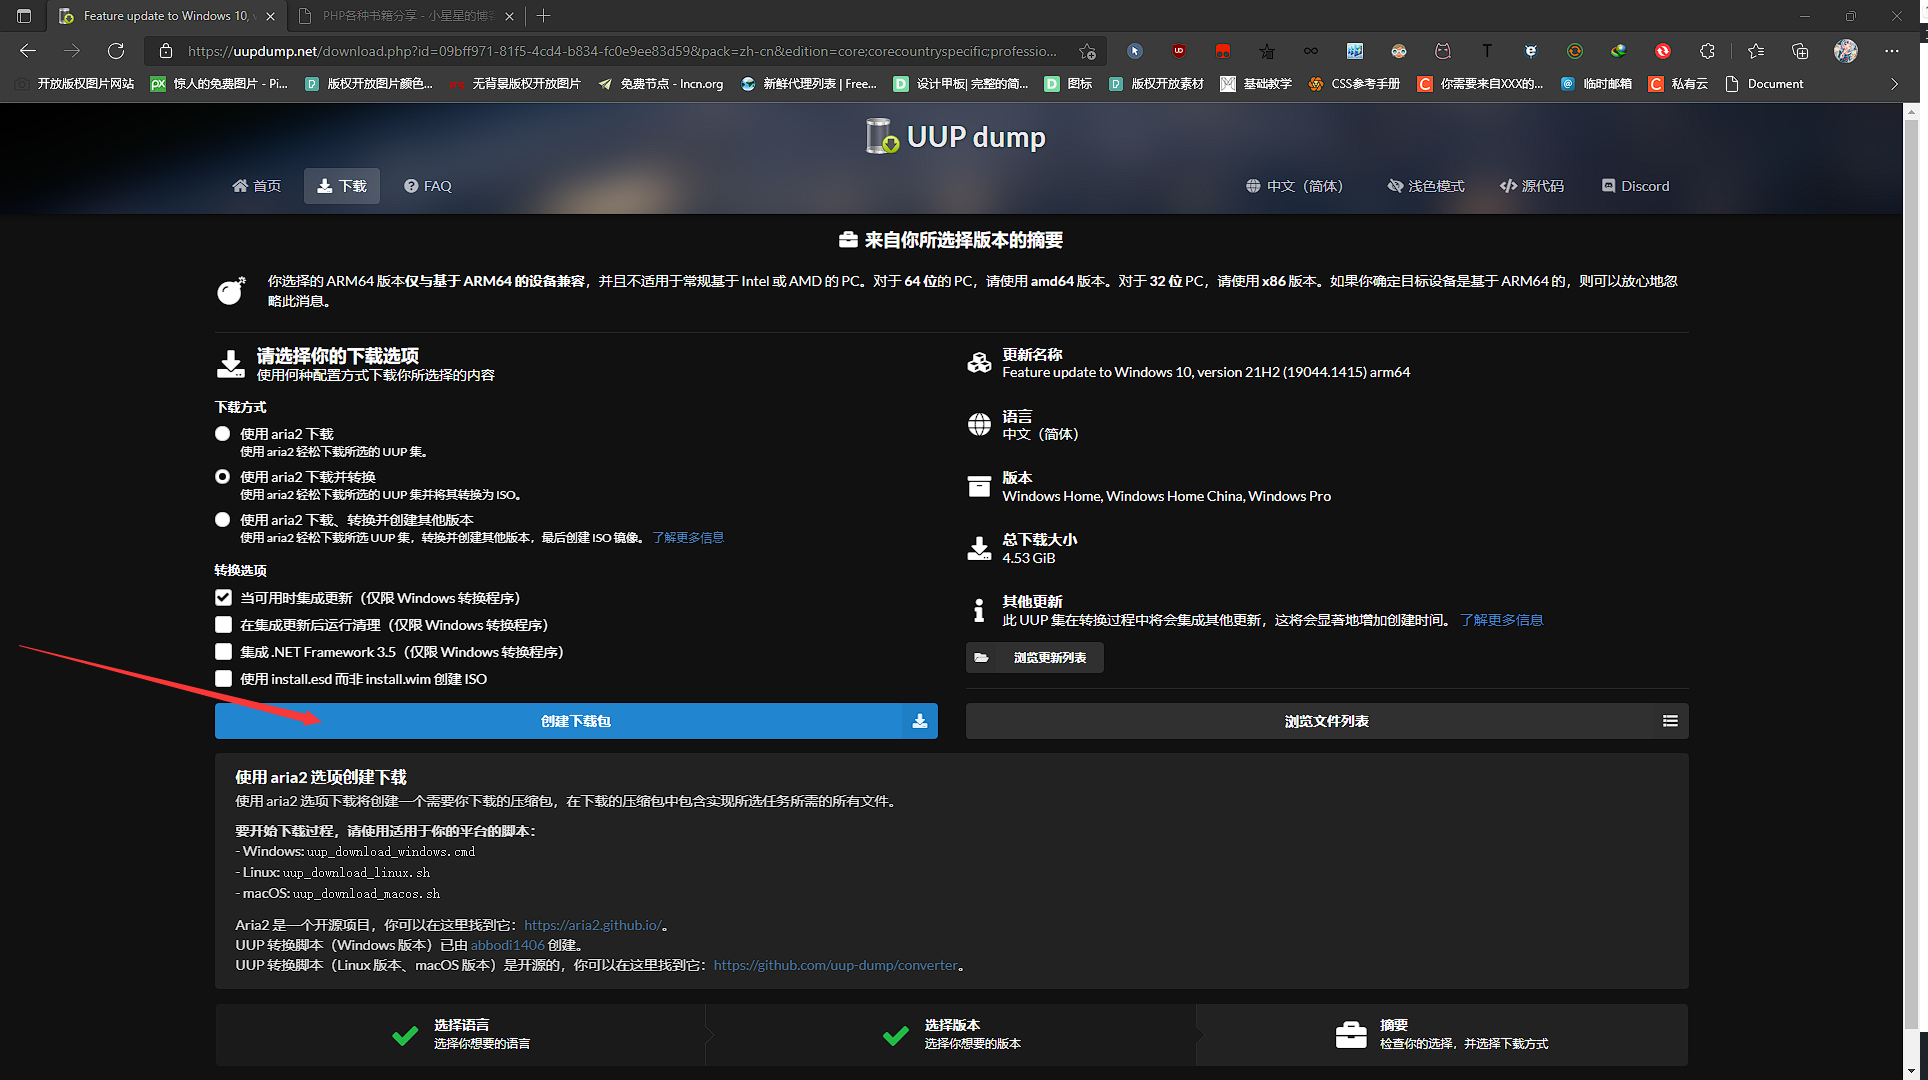 Feature update to Windows 10, v
PHP各种书籍分享 - 小星星的博客
https://uupdump.net/download.php?id=09bff971-81f5-4cd4-b834-fc0e9ee83d59&pack=zh-cn&edition=core;corecountryspecific;professio...
开放版权图片网站
惊人的免费图片 - Pi...
版权开放图片|颜色...
无背景版权开放图片
免费节点 - lncn.org
新鲜代理列表 | Free...
设计甲板| 完整的简...
图标
版权开放素材
基础教学
CSS参考手册
你需要来自XXX的...
临时邮箱
私有云
Document
UUP dump
首页
下载
FAQ
中文（简体）
浅色模式
源代码
Discord
来自你所选择版本的摘要
你选择的 ARM64 版本仅与基于 ARM64 的设备兼容，并且不适用于常规基于 Intel 或 AMD 的 PC。对于 64 位的 PC，请使用 amd64 版本。对于 32 位 PC，请使用 x86 版本。如果你确定目标设备是基于 ARM64 的，则可以放心地忽
略此消息。
请选择你的下载选项
使用何种配置方式下载你所选择的内容
下载方式
使用 aria2 下载
使用 aria2 轻松下载所选的 UUP 集。
使用 aria2 下载并转换
使用 aria2 轻松下载所选的 UUP 集并将其转换为 ISO。
使用 aria2 下载、转换并创建其他版本
使用 aria2 轻松下载所选 UUP 集，转换并创建其他版本，最后创建 ISO 镜像。 了解更多信息
转换选项
当可用时集成更新（仅限 Windows 转换程序）
在集成更新后运行清理（仅限 Windows 转换程序）
集成 .NET Framework 3.5（仅限 Windows 转换程序）
使用 install.esd 而非 install.wim 创建 ISO
创建下载包
更新名称
Feature update to Windows 10, version 21H2 (19044.1415) arm64
语言
中文（简体）
版本
Windows Home, Windows Home China, Windows Pro
总下载大小
4.53 GiB
其他更新
此 UUP 集在转换过程中将会集成其他更新，这将会显著地增加创建时间。 了解更多信息
浏览更新列表
浏览文件列表
使用 aria2 选项创建下载
使用 aria2 选项下载将创建一个需要你下载的压缩包，在下载的压缩包中包含实现所选任务所需的所有文件。
要开始下载过程，请使用适用于你的平台的脚本：
- Windows: uup_download_windows.cmd
- Linux: uup_download_linux.sh
- macOS: uup_download_macos.sh
Aria2 是一个开源项目，你可以在这里找到它：https://aria2.github.io/。
UUP 转换脚本（Windows 版本）已由 abbodi1406 创建。
UUP 转换脚本（Linux 版本、macOS 版本）是开源的，你可以在这里找到它：https://github.com/uup-dump/converter。
选择语言
选择你想要的语言
选择版本
选择你想要的版本
摘要
检查你的选择，并选择下载方式